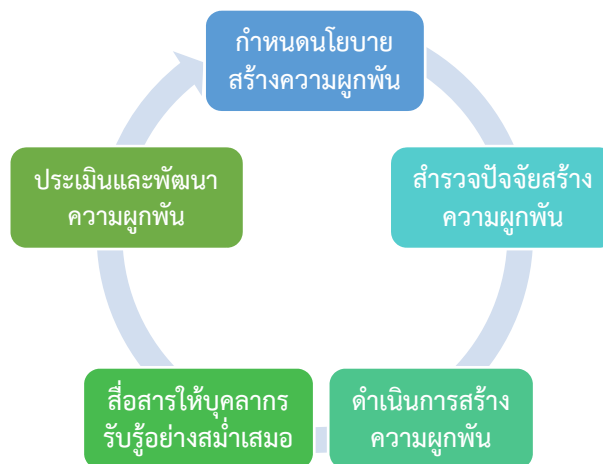 กำหนดนโยบาย
สร้างความผูกพัน
สำรวจปัจจัยสร้าง
ความผูกพัน
ดำเนินการสร้าง
ความผูกพัน
สื่อสารให้บุคลากร
รับรู้อย่างสม่ำเสมอ
ประเมินและพัฒนา
ความผูกพัน